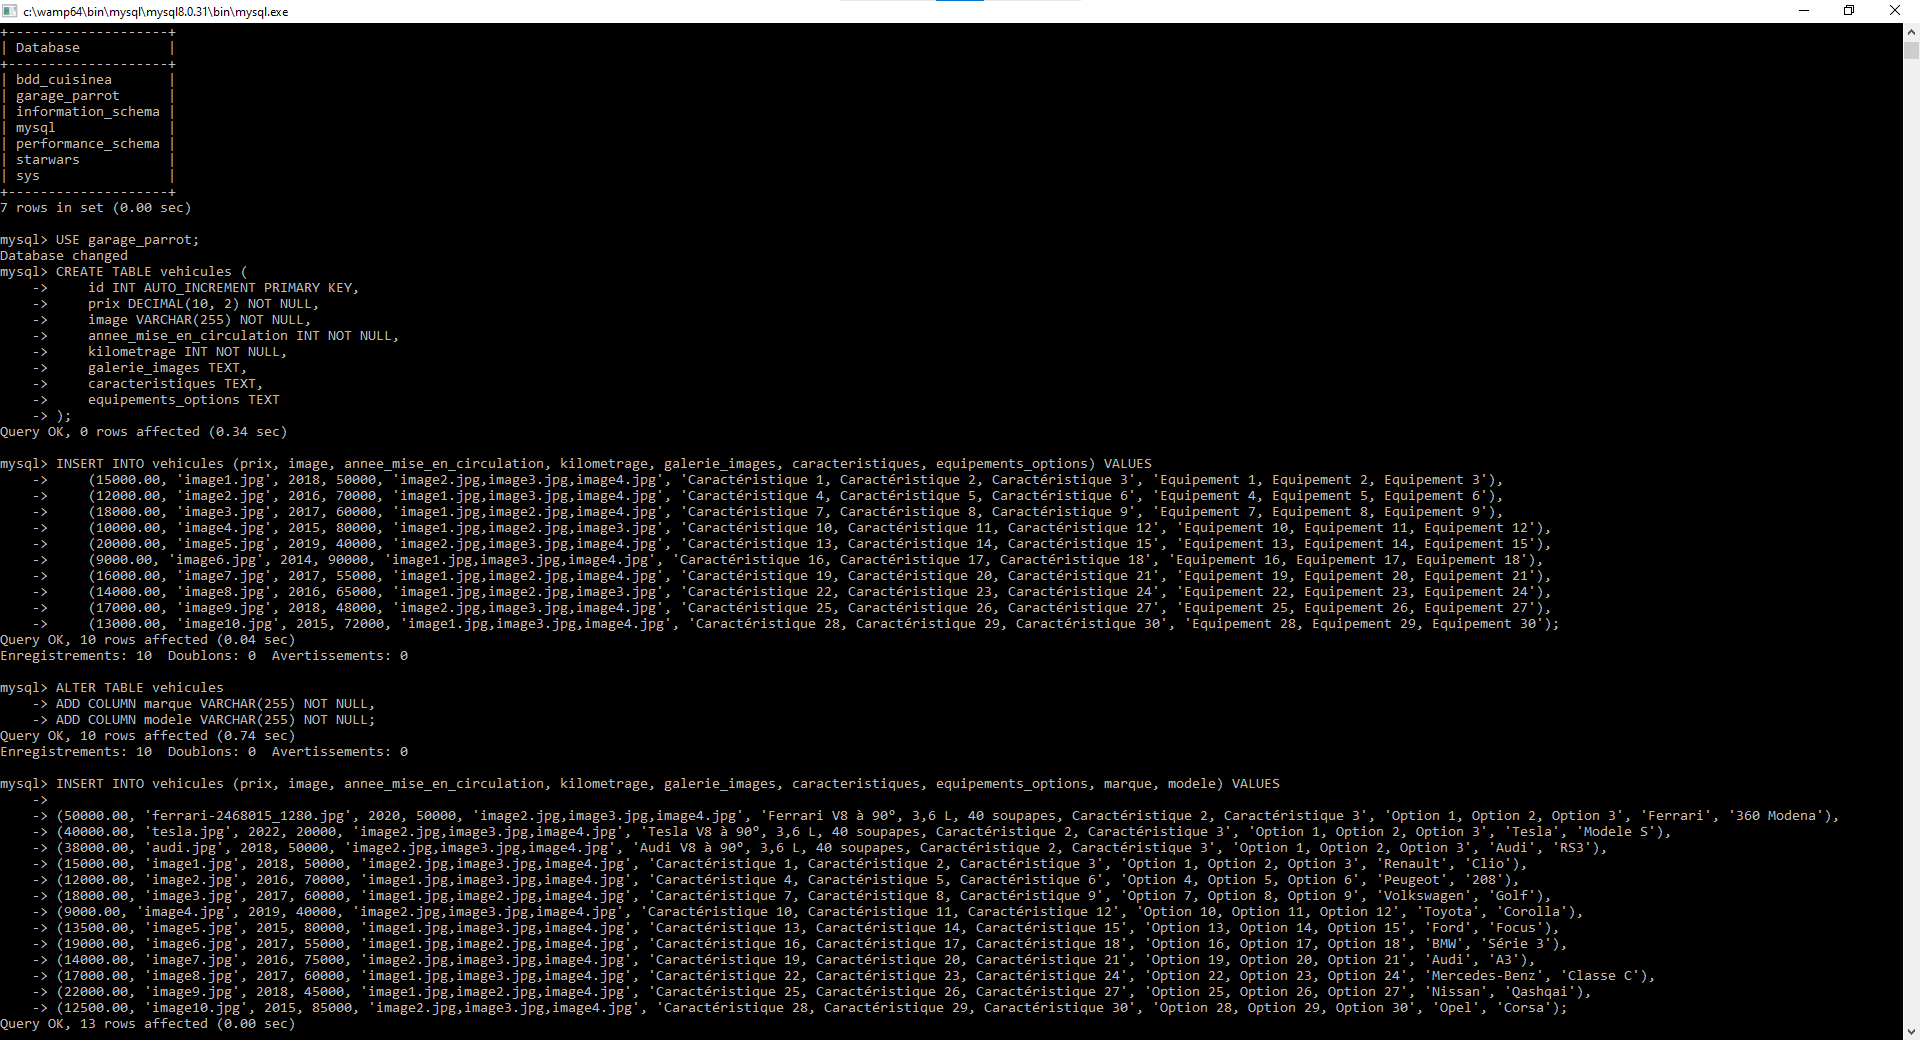 c:\wamp64\bin\mysql\mysql8.0.31\bin\mysql.exe
+--------------------+
| Database           |
+--------------------+
| bdd_cuisinea       |
| garage_parrot      |
| information_schema |
| mysql              |
| performance_schema |
| starwars           |
| sys                |
+--------------------+
7 rows in set (0.00 sec)

mysql> USE garage_parrot;
Database changed
mysql> CREATE TABLE vehicules (
    ->     id INT AUTO_INCREMENT PRIMARY KEY,
    ->     prix DECIMAL(10, 2) NOT NULL,
    ->     image VARCHAR(255) NOT NULL,
    ->     annee_mise_en_circulation INT NOT NULL,
    ->     kilometrage INT NOT NULL,
    ->     galerie_images TEXT,
    ->     caracteristiques TEXT,
    ->     equipements_options TEXT
    -> );
Query OK, 0 rows affected (0.34 sec)

mysql> INSERT INTO vehicules (prix, image, annee_mise_en_circulation, kilometrage, galerie_images, caracteristiques, equipements_options) VALUES
    ->     (15000.00, 'image1.jpg', 2018, 50000, 'image2.jpg,image3.jpg,image4.jpg', 'Caractéristique 1, Caractéristique 2, Caractéristique 3', 'Equipement 1, Equipement 2, Equipement 3'),
    ->     (12000.00, 'image2.jpg', 2016, 70000, 'image1.jpg,image3.jpg,image4.jpg', 'Caractéristique 4, Caractéristique 5, Caractéristique 6', 'Equipement 4, Equipement 5, Equipement 6'),
    ->     (18000.00, 'image3.jpg', 2017, 60000, 'image1.jpg,image2.jpg,image4.jpg', 'Caractéristique 7, Caractéristique 8, Caractéristique 9', 'Equipement 7, Equipement 8, Equipement 9'),
    ->     (10000.00, 'image4.jpg', 2015, 80000, 'image1.jpg,image2.jpg,image3.jpg', 'Caractéristique 10, Caractéristique 11, Caractéristique 12', 'Equipement 10, Equipement 11, Equipement 12'),
    ->     (20000.00, 'image5.jpg', 2019, 40000, 'image2.jpg,image3.jpg,image4.jpg', 'Caractéristique 13, Caractéristique 14, Caractéristique 15', 'Equipement 13, Equipement 14, Equipement 15'),
    ->     (9000.00, 'image6.jpg', 2014, 90000, 'image1.jpg,image3.jpg,image4.jpg', 'Caractéristique 16, Caractéristique 17, Caractéristique 18', 'Equipement 16, Equipement 17, Equipement 18'),
    ->     (16000.00, 'image7.jpg', 2017, 55000, 'image1.jpg,image2.jpg,image4.jpg', 'Caractéristique 19, Caractéristique 20, Caractéristique 21', 'Equipement 19, Equipement 20, Equipement 21'),
    ->     (14000.00, 'image8.jpg', 2016, 65000, 'image1.jpg,image2.jpg,image3.jpg', 'Caractéristique 22, Caractéristique 23, Caractéristique 24', 'Equipement 22, Equipement 23, Equipement 24'),
    ->     (17000.00, 'image9.jpg', 2018, 48000, 'image2.jpg,image3.jpg,image4.jpg', 'Caractéristique 25, Caractéristique 26, Caractéristique 27', 'Equipement 25, Equipement 26, Equipement 27'),
    ->     (13000.00, 'image10.jpg', 2015, 72000, 'image1.jpg,image3.jpg,image4.jpg', 'Caractéristique 28, Caractéristique 29, Caractéristique 30', 'Equipement 28, Equipement 29, Equipement 30');
Query OK, 10 rows affected (0.04 sec)
Enregistrements: 10  Doublons: 0  Avertissements: 0

mysql> ALTER TABLE vehicules
    -> ADD COLUMN marque VARCHAR(255) NOT NULL,
    -> ADD COLUMN modele VARCHAR(255) NOT NULL;
Query OK, 10 rows affected (0.74 sec)
Enregistrements: 10  Doublons: 0  Avertissements: 0

mysql> INSERT INTO vehicules (prix, image, annee_mise_en_circulation, kilometrage, galerie_images, caracteristiques, equipements_options, marque, modele) VALUES
    ->
    -> (50000.00, 'ferrari-2468015_1280.jpg', 2020, 50000, 'image2.jpg,image3.jpg,image4.jpg', 'Ferrari V8 à 90°, 3,6 L, 40 soupapes, Caractéristique 2, Caractéristique 3', 'Option 1, Option 2, Option 3', 'Ferrari', '360 Modena'),
    -> (40000.00, 'tesla.jpg', 2022, 20000, 'image2.jpg,image3.jpg,image4.jpg', 'Tesla V8 à 90°, 3,6 L, 40 soupapes, Caractéristique 2, Caractéristique 3', 'Option 1, Option 2, Option 3', 'Tesla', 'Modele S'),
    -> (38000.00, 'audi.jpg', 2018, 50000, 'image2.jpg,image3.jpg,image4.jpg', 'Audi V8 à 90°, 3,6 L, 40 soupapes, Caractéristique 2, Caractéristique 3', 'Option 1, Option 2, Option 3', 'Audi', 'RS3'),
    -> (15000.00, 'image1.jpg', 2018, 50000, 'image2.jpg,image3.jpg,image4.jpg', 'Caractéristique 1, Caractéristique 2, Caractéristique 3', 'Option 1, Option 2, Option 3', 'Renault', 'Clio'),
    -> (12000.00, 'image2.jpg', 2016, 70000, 'image1.jpg,image3.jpg,image4.jpg', 'Caractéristique 4, Caractéristique 5, Caractéristique 6', 'Option 4, Option 5, Option 6', 'Peugeot', '208'),
    -> (18000.00, 'image3.jpg', 2017, 60000, 'image1.jpg,image2.jpg,image4.jpg', 'Caractéristique 7, Caractéristique 8, Caractéristique 9', 'Option 7, Option 8, Option 9', 'Volkswagen', 'Golf'),
    -> (9000.00, 'image4.jpg', 2019, 40000, 'image2.jpg,image3.jpg,image4.jpg', 'Caractéristique 10, Caractéristique 11, Caractéristique 12', 'Option 10, Option 11, Option 12', 'Toyota', 'Corolla'),
    -> (13500.00, 'image5.jpg', 2015, 80000, 'image1.jpg,image3.jpg,image4.jpg', 'Caractéristique 13, Caractéristique 14, Caractéristique 15', 'Option 13, Option 14, Option 15', 'Ford', 'Focus'),
    -> (19000.00, 'image6.jpg', 2017, 55000, 'image1.jpg,image2.jpg,image4.jpg', 'Caractéristique 16, Caractéristique 17, Caractéristique 18', 'Option 16, Option 17, Option 18', 'BMW', 'Série 3'),
    -> (14000.00, 'image7.jpg', 2016, 75000, 'image2.jpg,image3.jpg,image4.jpg', 'Caractéristique 19, Caractéristique 20, Caractéristique 21', 'Option 19, Option 20, Option 21', 'Audi', 'A3'),
    -> (17000.00, 'image8.jpg', 2017, 60000, 'image1.jpg,image3.jpg,image4.jpg', 'Caractéristique 22, Caractéristique 23, Caractéristique 24', 'Option 22, Option 23, Option 24', 'Mercedes-Benz', 'Classe C'),
    -> (22000.00, 'image9.jpg', 2018, 45000, 'image1.jpg,image2.jpg,image4.jpg', 'Caractéristique 25, Caractéristique 26, Caractéristique 27', 'Option 25, Option 26, Option 27', 'Nissan', 'Qashqai'),
    -> (12500.00, 'image10.jpg', 2015, 85000, 'image2.jpg,image3.jpg,image4.jpg', 'Caractéristique 28, Caractéristique 29, Caractéristique 30', 'Option 28, Option 29, Option 30', 'Opel', 'Corsa');
Query OK, 13 rows affected (0.00 sec)